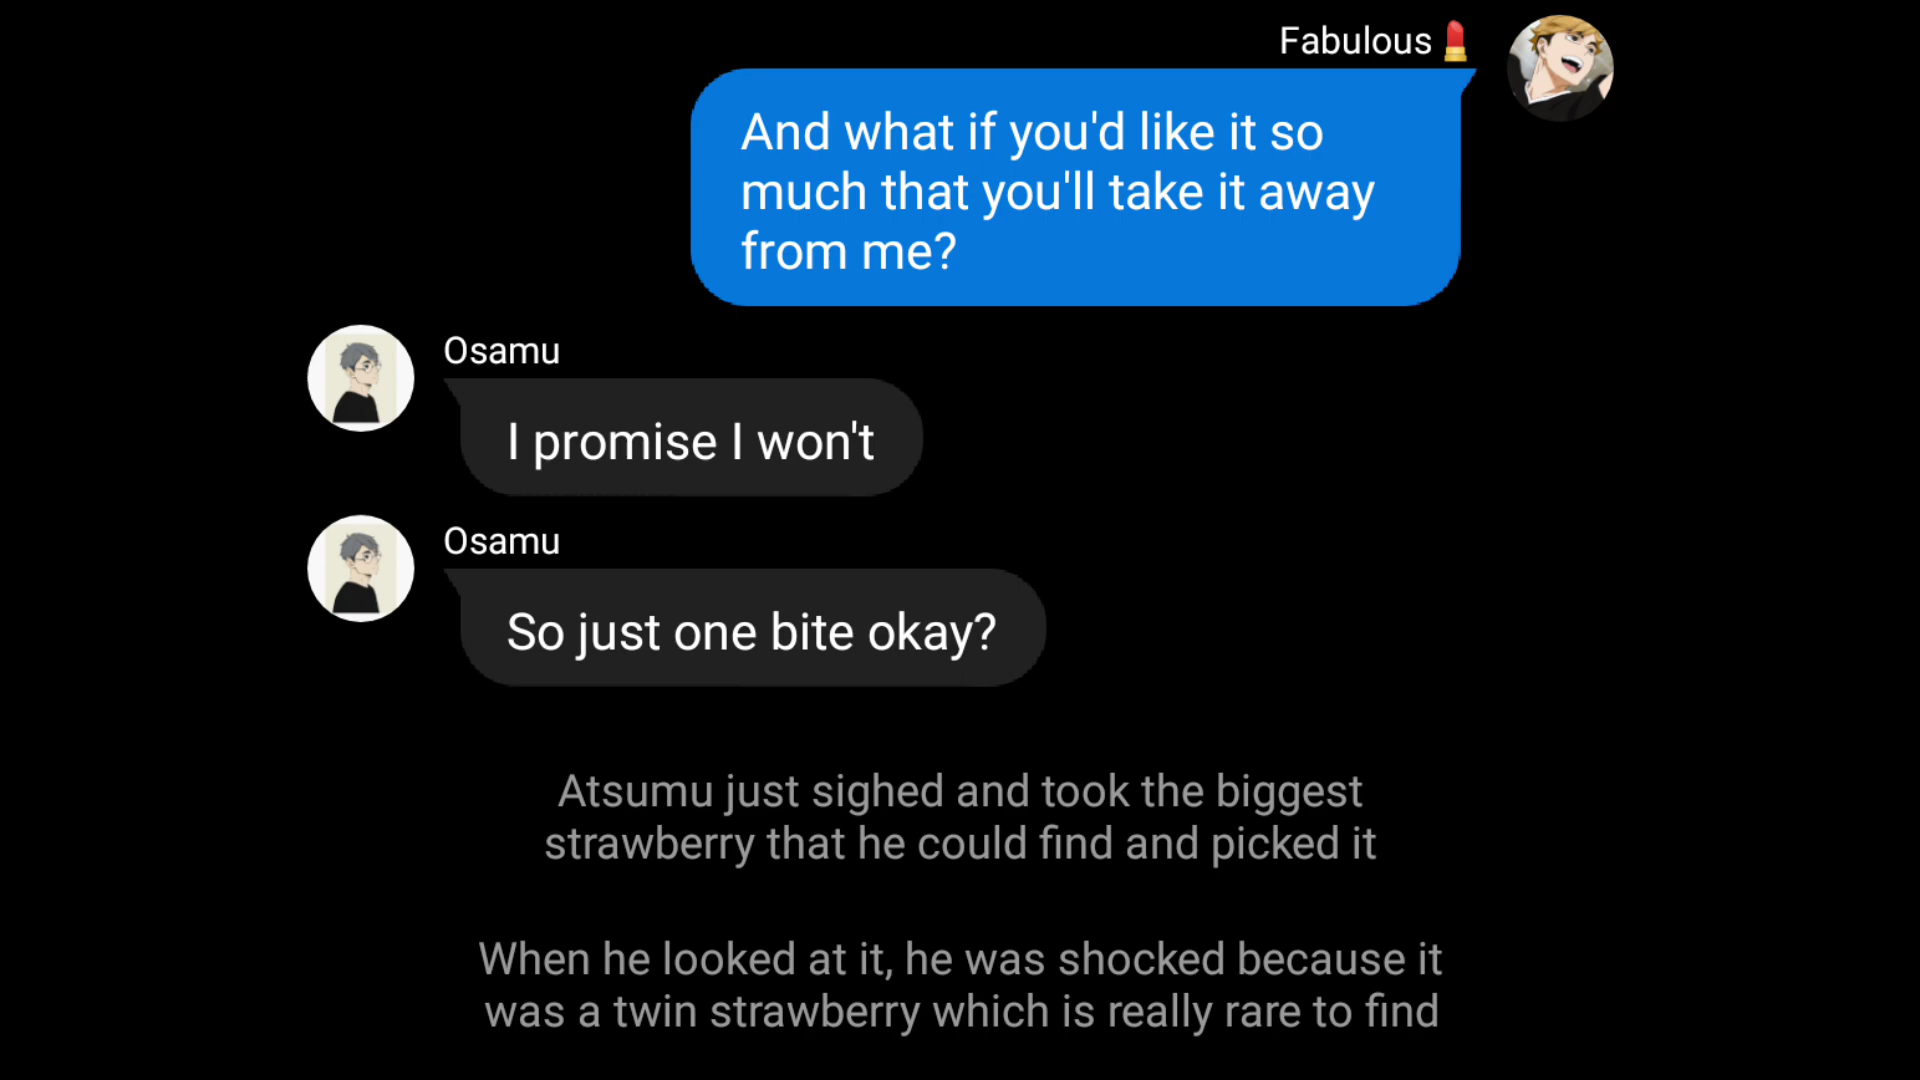 Fabulous 💄
And what if you'd like it so
much that you'll take it away
from me?
Osamu
I promise I won't
Osamu
So just one bite okay?
Atsumu just sighed and took the biggest
strawberry that he could find and picked it
When he looked at it, he was shocked because it
was a twin strawberry which is really rare to find